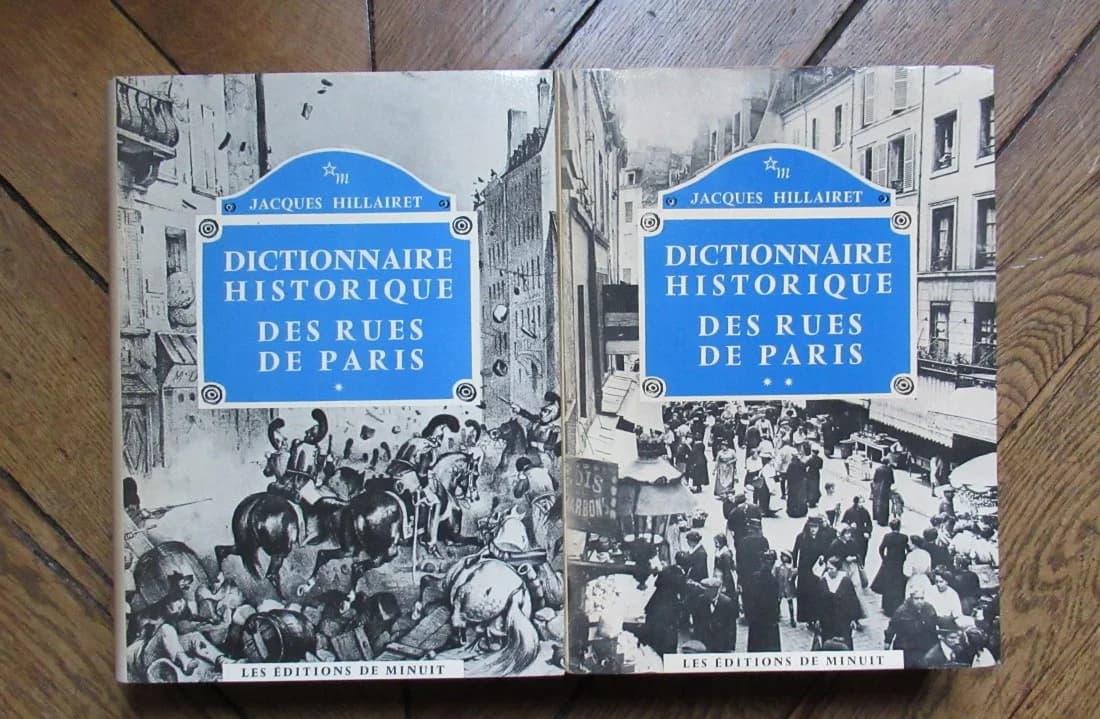 m
JACQUES HILLAIRET
DICTIONNAIRE
HISTORIQUE
DES RUES
DE PARIS
*
LES ÉDITIONS DE MINUIT
m
JACQUES HILLAIRET
DICTIONNAIRE
HISTORIQUE
DES RUES
DE PARIS
* *
LES ÉDITIONS DE MINUIT